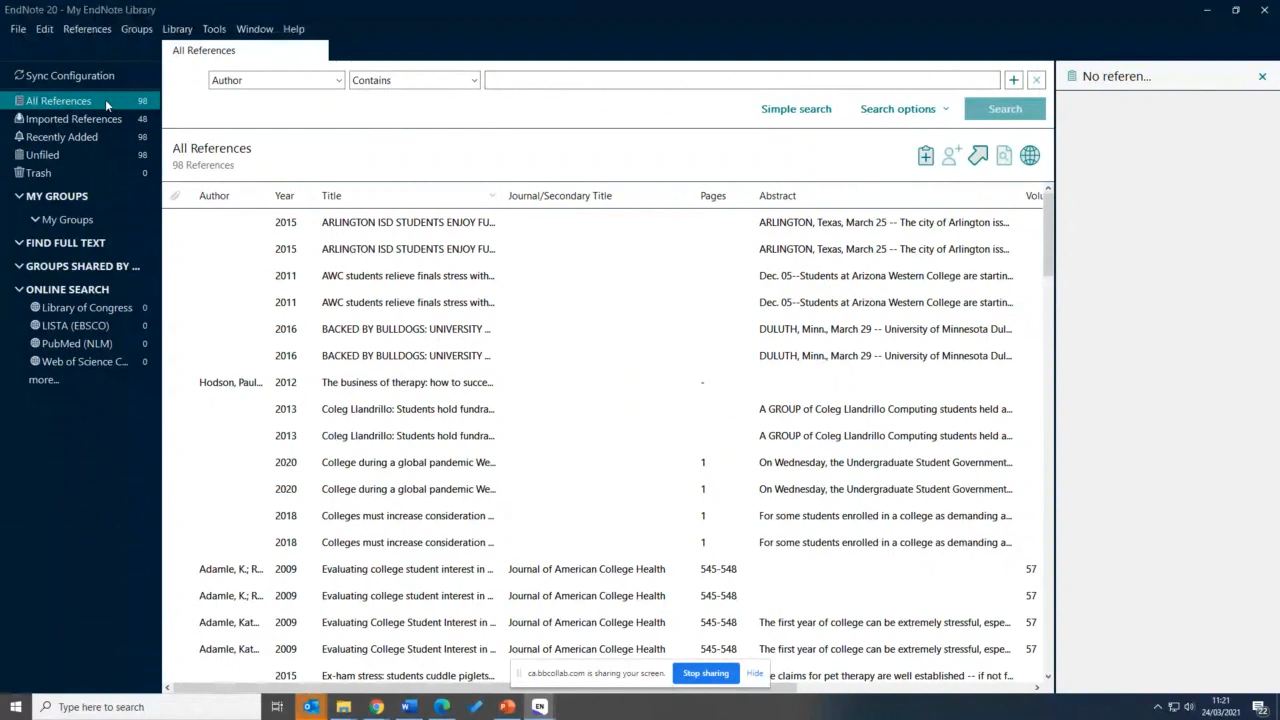 EndNote 20 - My EndNote Library
File Edit References Groups Library Tools Window Help
All References
Sync Configuration
All References 98
Imported References 48
Recently Added 98
Unfiled 98
Trash 0
MY GROUPS
My Groups
FIND FULL TEXT
GROUPS SHARED BY ...
ONLINE SEARCH
Library of Congress 0
LISTA (EBSCO) 0
PubMed (NLM) 0
Web of Science C... 0
more...
Author Contains
Simple search Search options Search
All References
98 References
Author Year Title Journal/Secondary Title Pages Abstract Volu
2015 ARLINGTON ISD STUDENTS ENJOY FU... ARLINGTON, Texas, March 25 -- The city of Arlington iss...
2015 ARLINGTON ISD STUDENTS ENJOY FU... ARLINGTON, Texas, March 25 -- The city of Arlington iss...
2011 AWC students relieve finals stress with... Dec. 05--Students at Arizona Western College are startin...
2011 AWC students relieve finals stress with... Dec. 05--Students at Arizona Western College are startin...
2016 BACKED BY BULLDOGS: UNIVERSITY ... DULUTH, Minn., March 29 -- University of Minnesota Dul...
2016 BACKED BY BULLDOGS: UNIVERSITY ... DULUTH, Minn., March 29 -- University of Minnesota Dul...
Hodson, Paul... 2012 The business of therapy: how to succe... -
2013 Coleg Llandrillo: Students hold fundra... A GROUP of Coleg Llandrillo Computing students held a...
2013 Coleg Llandrillo: Students hold fundra... A GROUP of Coleg Llandrillo Computing students held a...
2020 College during a global pandemic We... 1 On Wednesday, the Undergraduate Student Government...
2020 College during a global pandemic We... 1 On Wednesday, the Undergraduate Student Government...
2018 Colleges must increase consideration ... 1 For some students enrolled in a college as demanding a...
2018 Colleges must increase consideration ... 1 For some students enrolled in a college as demanding a...
Adamle, K.; R... 2009 Evaluating college student interest in ... Journal of American College Health 545-548 57
Adamle, K.; R... 2009 Evaluating college student interest in ... Journal of American College Health 545-548 57
Adamle, Kat... 2009 Evaluating College Student Interest in ... Journal of American College Health 545-548 The first year of college can be extremely stressful, espe... 57
Adamle, Kat... 2009 Evaluating College Student Interest in ... Journal of American College Health 545-548 The first year of college can be extremely stressful, espe... 57
2015 Ex-ham stress: students cuddle piglets... claims for pet therapy are well established -- if not f...
No referen...
ca.bbcollab.com is sharing your screen. Stop sharing Hide
Type here to search
EN
11:21
24/03/2021
22